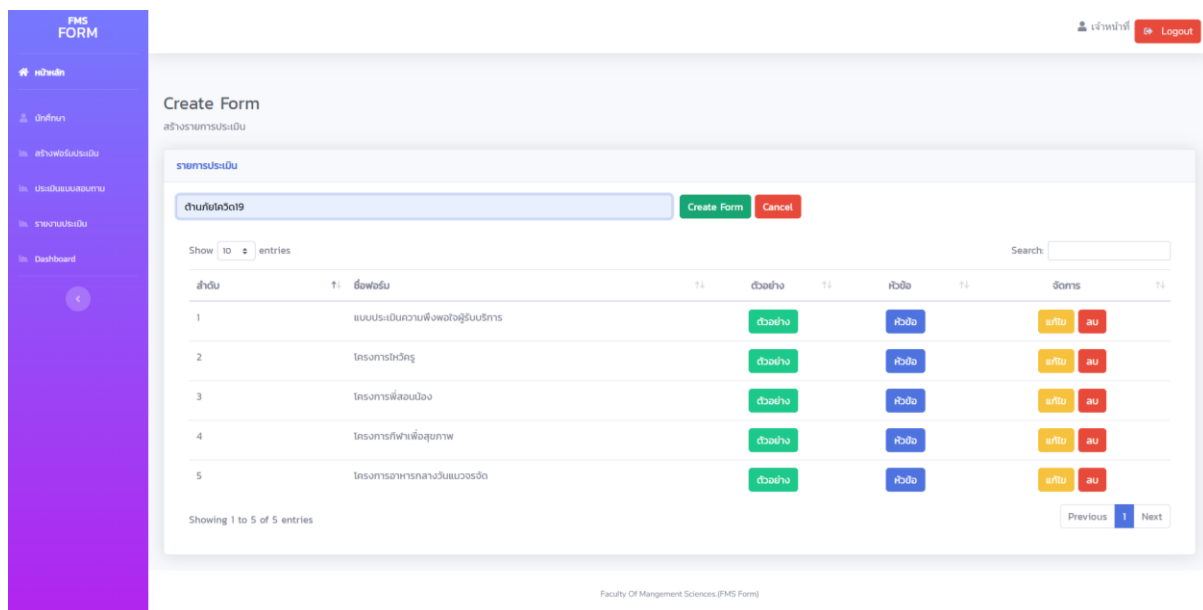 FMS
FORM
เจ้าหน้าที่ Logout
หน้าหลัก
นักศึกษา
สร้างฟอร์มประเมิน
ประเมินแบบสอบถาม
รายงานประเมิน
Dashboard
Create Form
สร้างรายการประเมิน
รายการประเมิน
ต้านภัยโควิด19 Create Form Cancel
Show 10 entries Search:
ลำดับ ชื่อฟอร์ม ตัวอย่าง หัวข้อ จัดการ
1 แบบประเมินความพึงพอใจผู้รับบริการ ตัวอย่าง หัวข้อ แก้ไข ลบ
2 โครงการไหว้ครู ตัวอย่าง หัวข้อ แก้ไข ลบ
3 โครงการพี่สอนน้อง ตัวอย่าง หัวข้อ แก้ไข ลบ
4 โครงการกีฬาเพื่อสุขภาพ ตัวอย่าง หัวข้อ แก้ไข ลบ
5 โครงการอาหารกลางวันแมวจรจัด ตัวอย่าง หัวข้อ แก้ไข ลบ
Showing 1 to 5 of 5 entries Previous 1 Next
Faculty Of Mangement Sciences.(FMS Form)